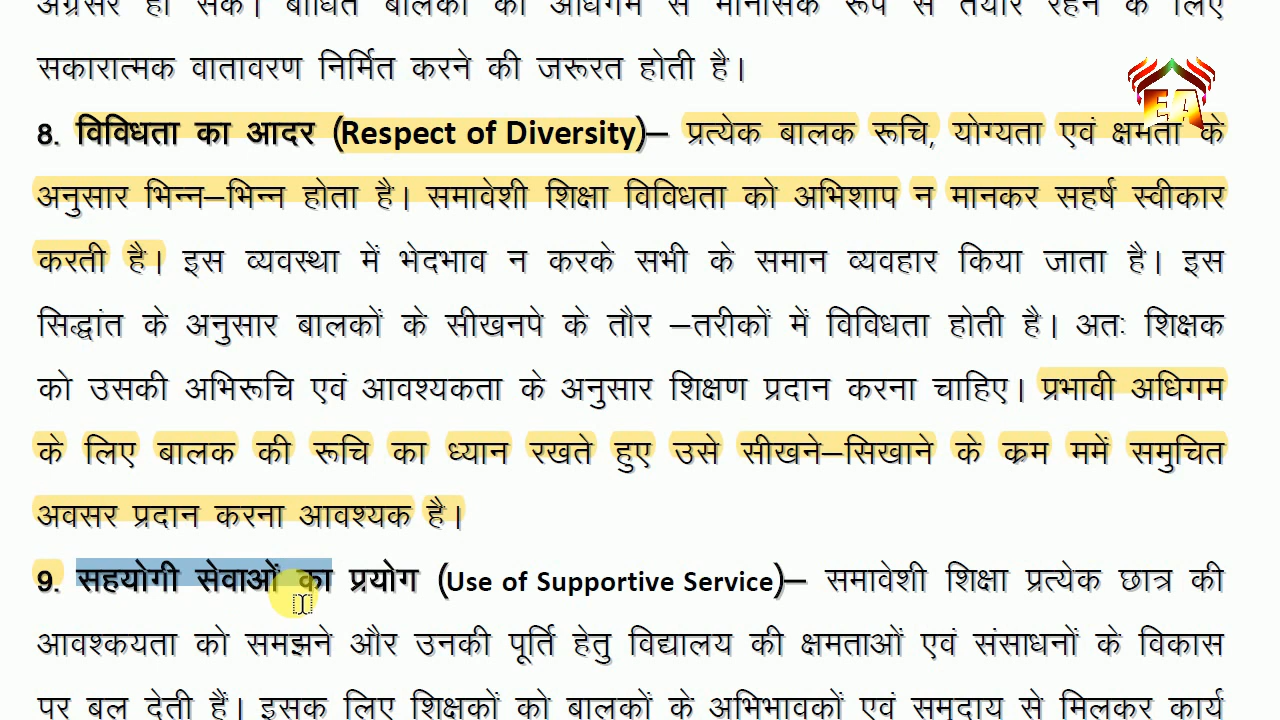 अग्रसर हो सके। बाधित बालकों को अधिगम से मानसिक रूप से तैयार रहने के लिए
सकारात्मक वातावरण निर्मित करने की जरूरत होती है।
EA
8. विविधता का आदर (Respect of Diversity)– प्रत्येक बालक रूचि, योग्यता एवं क्षमता के
अनुसार भिन्न–भिन्न होता है। समावेशी शिक्षा विविधता को अभिशाप न मानकर सहर्ष स्वीकार
करती है। इस व्यवस्था में भेदभाव न करके सभी के समान व्यवहार किया जाता है। इस
सिद्धांत के अनुसार बालकों के सीखनपे के तौर –तरीकों में विविधता होती है। अतः शिक्षक
को उसकी अभिरूचि एवं आवश्यकता के अनुसार शिक्षण प्रदान करना चाहिए। प्रभावी अधिगम
के लिए बालक की रूचि का ध्यान रखते हुए उसे सीखने–सिखाने के क्रम ममें समुचित
अवसर प्रदान करना आवश्यक है।
9. सहयोगी सेवाओं का प्रयोग (Use of Supportive Service)– समावेशी शिक्षा प्रत्येक छात्र की
आवश्कयता को समझने और उनकी पूर्ति हेतु विद्यालय की क्षमताओं एवं संसाधनों के विकास
पर बल देती हैं। इसक लिए शिक्षकों को बालकों के अभिभावकों एवं समुदाय से मिलकर कार्य